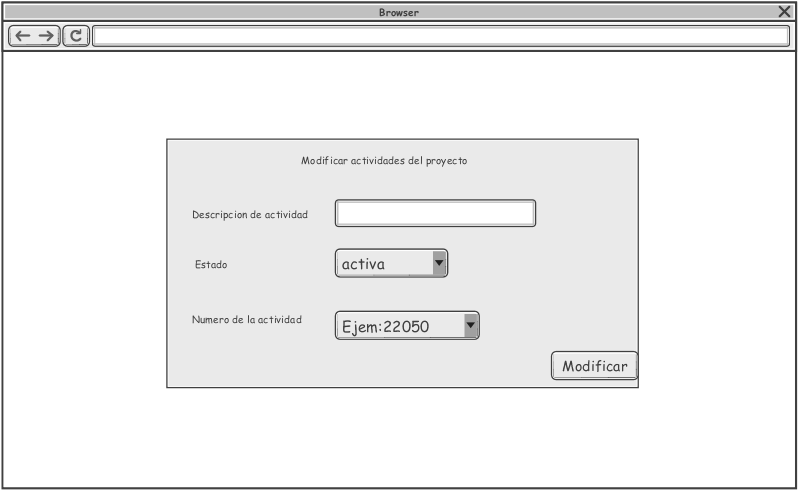 Browser
Modificar actividades del proyecto
Descripcion de actividad
Estado
activa
Numero de la actividad
Ejem:22050
Modificar